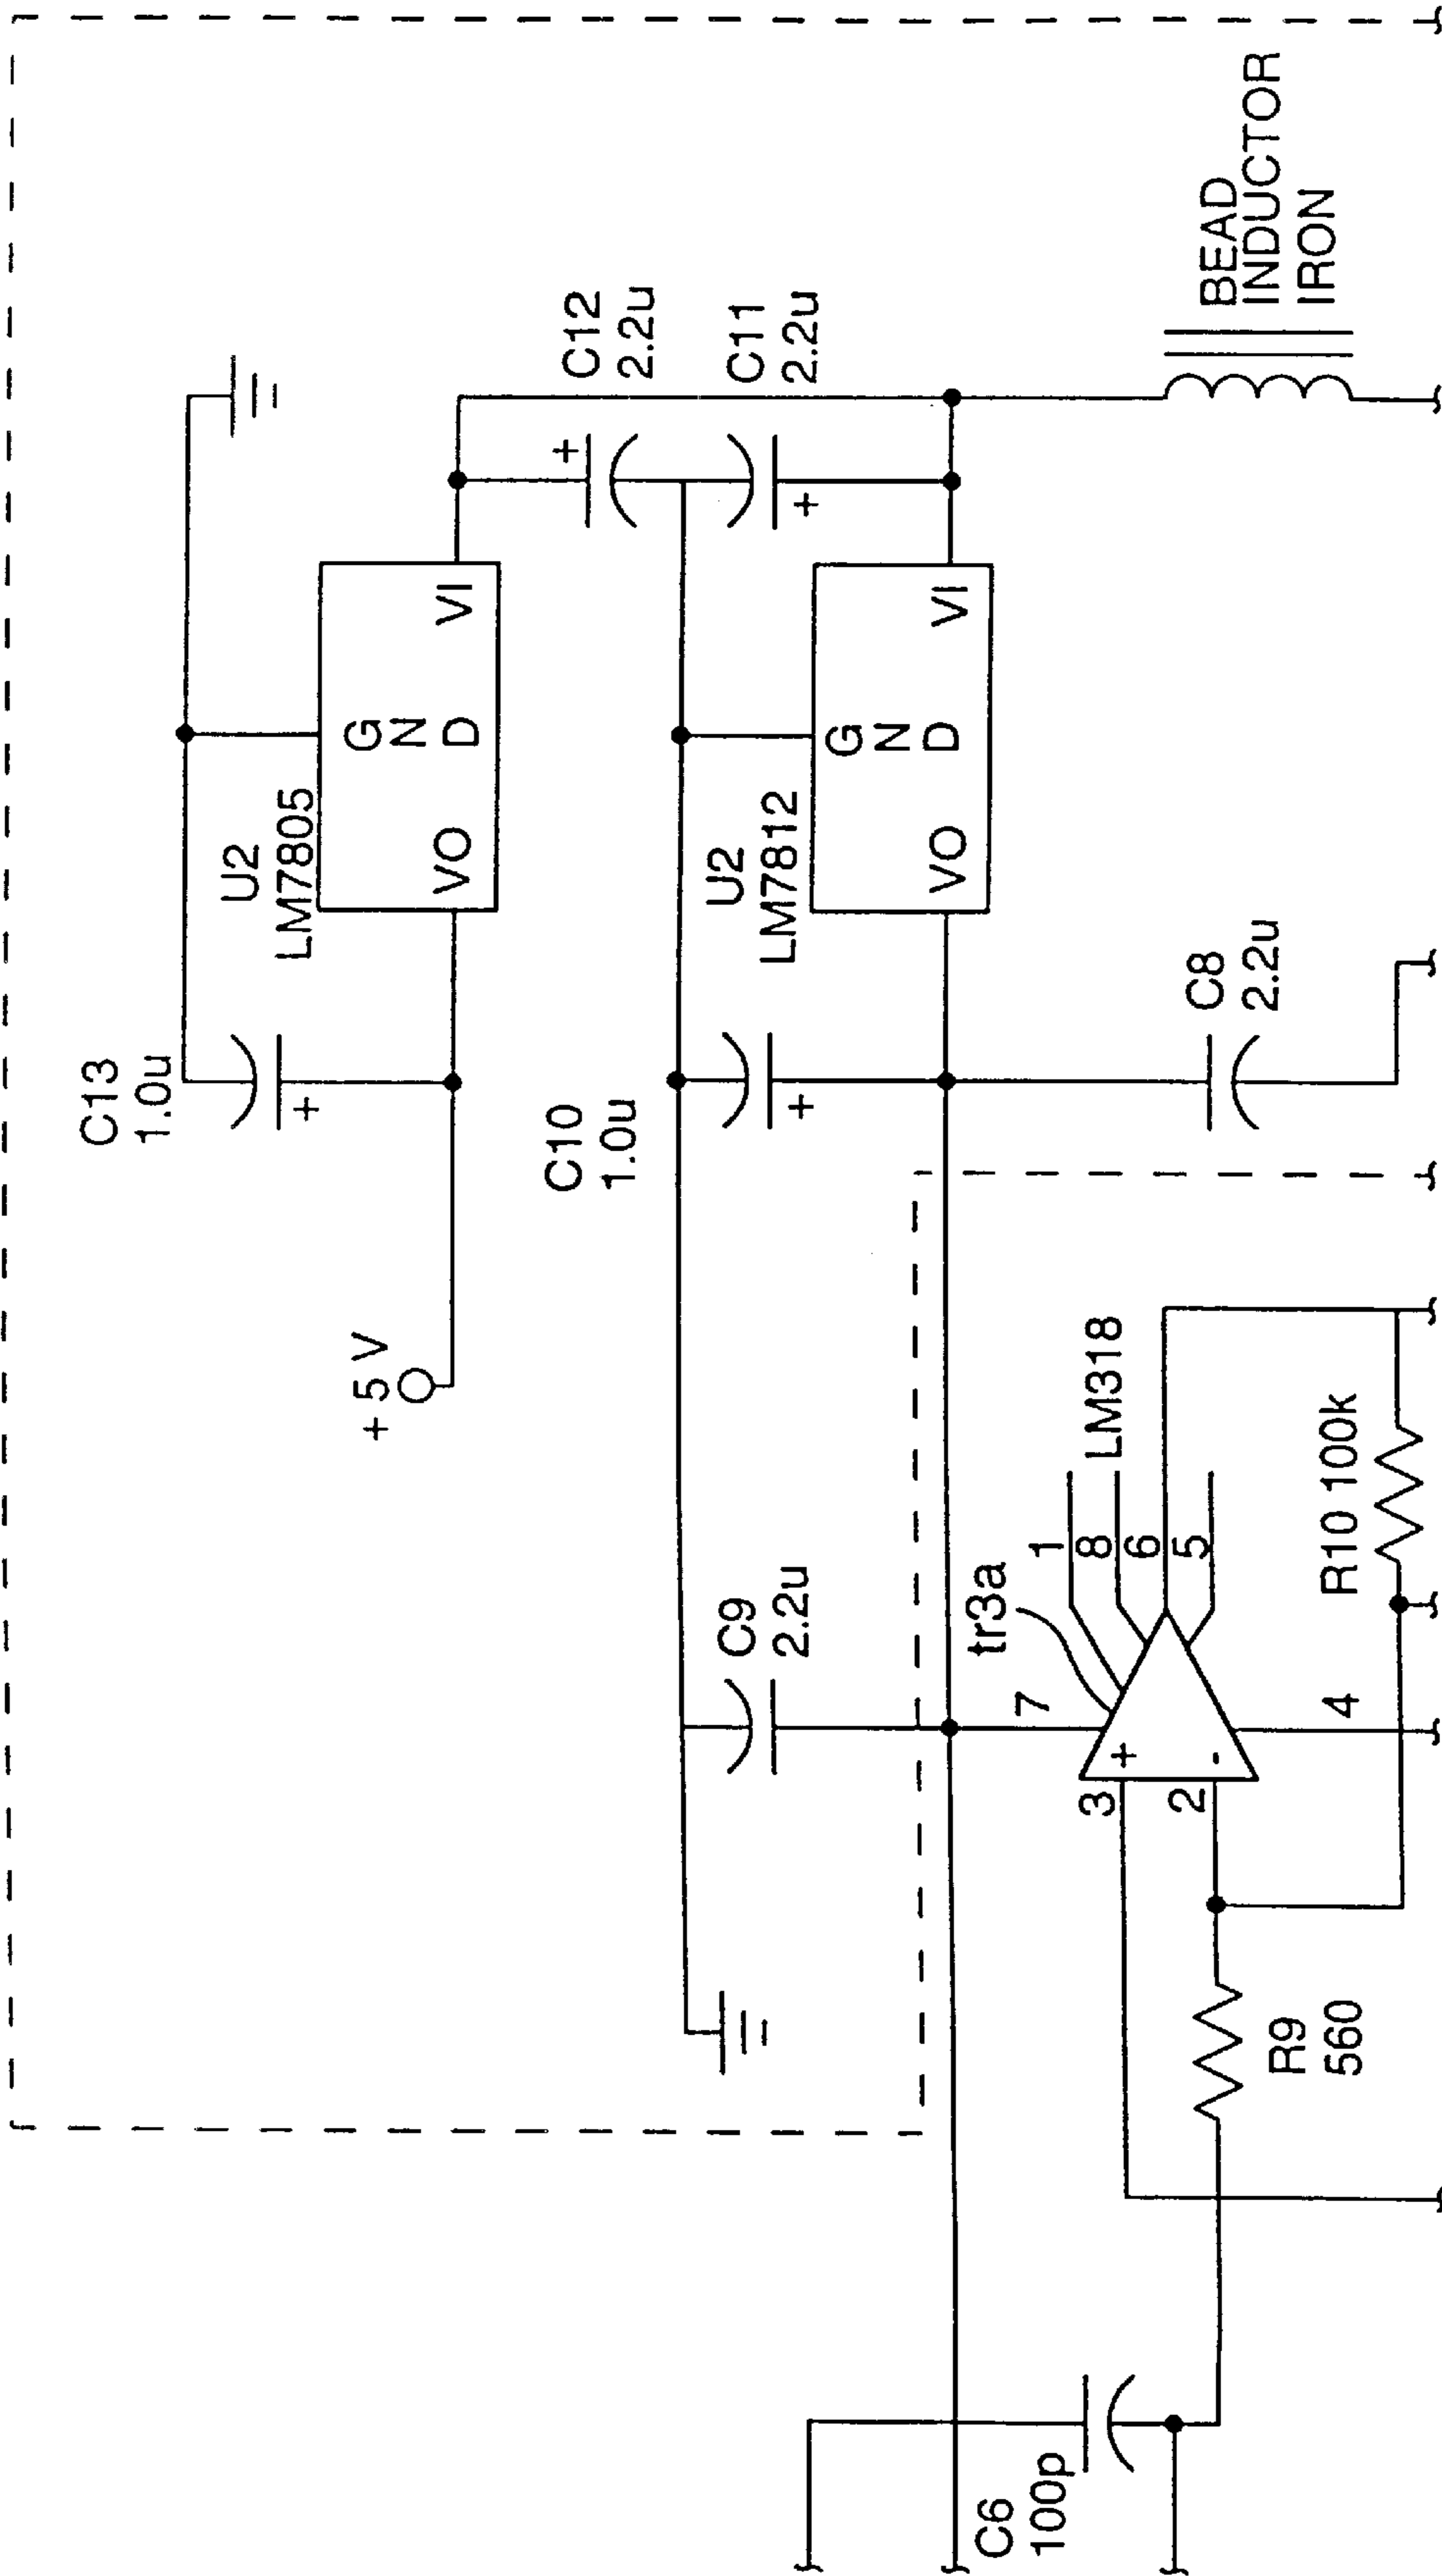 C13
1.0u
U2
LM7805
VO
G
N
D
VI
+
+ 5 V
C12
2.2u
+
C11
2.2u
+
C10
1.0u
+
U2
LM7812
VO
G
N
D
VI
C9
2.2u
C8
2.2u
BEAD
INDUCTOR
IRON
tr3a
7
1
8
6
5
LM318
3
+
2
-
4
R10 100k
R9
560
C6
100p